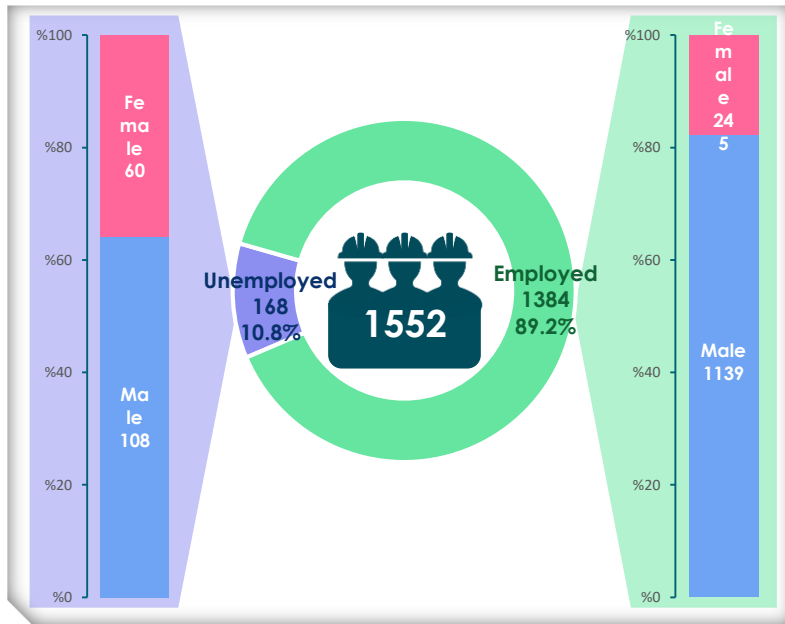 %100
%80
%60
%40
%20
%0
Fe
ma
le
60
Ma
le
108
Unemployed
168
10.8%
1552
Employed
1384
89.2%
%100
%80
%60
%40
%20
%0
Fe
m
al
e
24
5
Male
1139